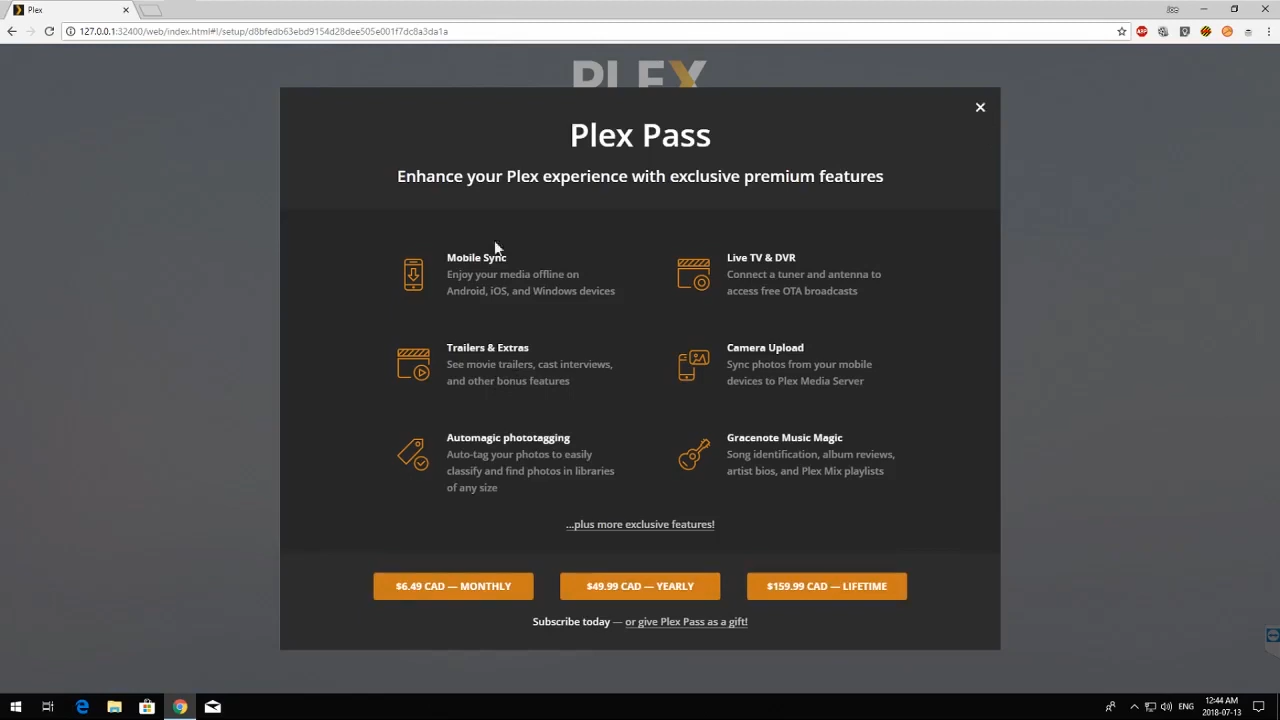 Plex
127.0.0.1:32400/web/index.html#!/setup/d8bfedb63ebd9154d28dee505e001f7dc8a3da1a
PLEX
Plex Pass
Enhance your Plex experience with exclusive premium features
Mobile Sync
Enjoy your media offline on
Android, iOS, and Windows devices
Live TV & DVR
Connect a tuner and antenna to
access free OTA broadcasts
Trailers & Extras
See movie trailers, cast interviews,
and other bonus features
Camera Upload
Sync photos from your mobile
devices to Plex Media Server
Automagic phototagging
Auto-tag your photos to easily
classify and find photos in libraries
of any size
Gracenote Music Magic
Song identification, album reviews,
artist bios, and Plex Mix playlists
...plus more exclusive features!
$6.49 CAD — MONTHLY
$49.99 CAD — YEARLY
$159.99 CAD — LIFETIME
Subscribe today — or give Plex Pass as a gift!
ENG
12:44 AM
2018-07-13